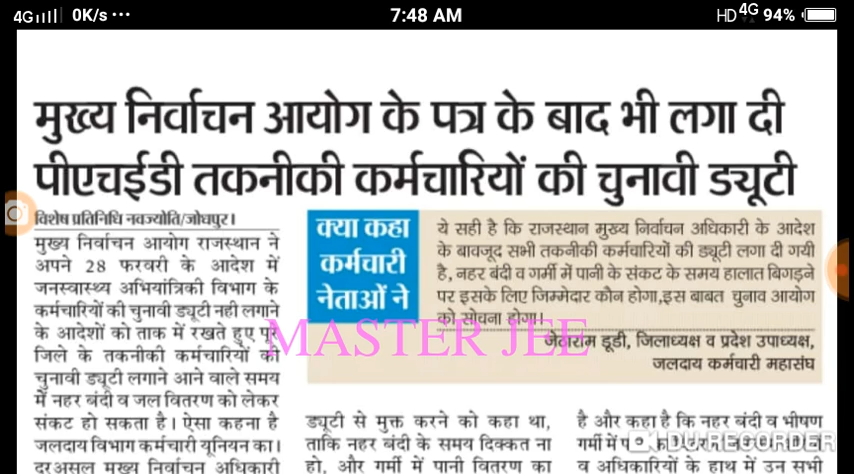 4G 0K/s ... 7:48 AM HD 4G 94%
मुख्य निर्वाचन आयोग के पत्र के बाद भी लगा दी
पीएचईडी तकनीकी कर्मचारियों की चुनावी ड्यूटी
विशेष प्रतिनिधि नवज्योति/जोधपुर।
मुख्य निर्वाचन आयोग राजस्थान ने
अपने 28 फरवरी के आदेश में
जनस्वास्थ्य अभियांत्रिकी विभाग के
कर्मचारियों की चुनावी ड्यूटी नही लगाने
के आदेशों को ताक में रखते हुए पूरे
जिले के तकनीकी कर्मचारियों की
चुनावी ड्यूटी लगाने आने वाले समय
में नहर बंदी व जल वितरण को लेकर
संकट हो सकता है। ऐसा कहना है
जलदाय विभाग कर्मचारी यूनियन का।
दरअसल मुख्य निर्वाचन अधिकारी
क्या कहा
कर्मचारी
नेताओं ने
ये सही है कि राजस्थान मुख्य निर्वाचन अधिकारी के आदेश
के बावजूद सभी तकनीकी कर्मचारियों की ड्यूटी लगा दी गयी
है, नहर बंदी व गर्मी में पानी के संकट के समय हालात बिगड़ने
पर इसके लिए जिम्मेदार कौन होगा,इस बाबत चुनाव आयोग
को सोचना होगा।
जेठाराम डूडी, जिलाध्यक्ष व प्रदेश उपाध्यक्ष,
जलदाय कर्मचारी महासंघ
MASTER JEE
ड्यूटी से मुक्त करने को कहा था,
ताकि नहर बंदी के समय दिक्कत ना
हो, और गर्मी में पानी वितरण का
है और कहा है कि नहर बंदी व भीषण
गर्मी में
व अधिकारियों के हाथ में उन सभी
DU RECORDER